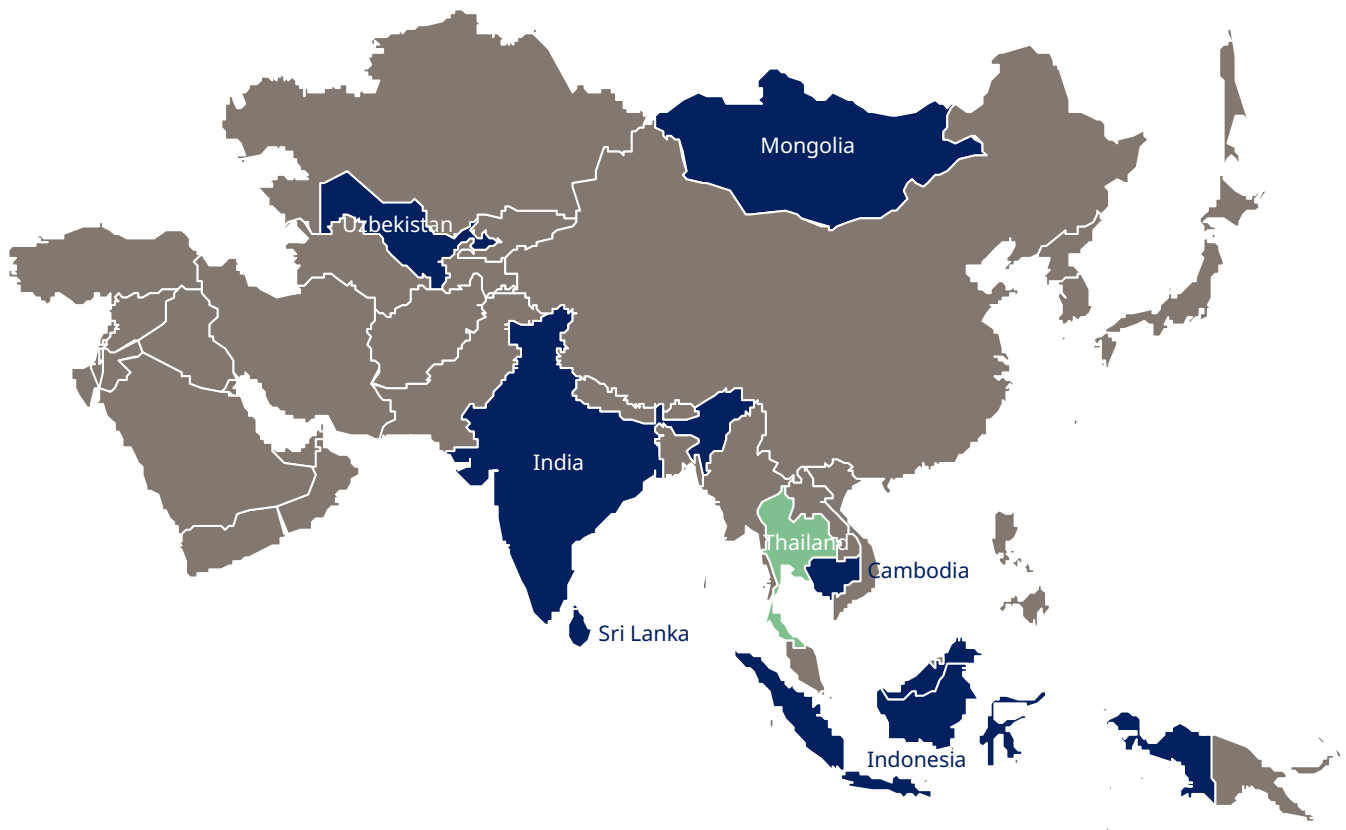 Mongolia
Uzbekistan
India
Thailand
Cambodia
Sri Lanka
Indonesia